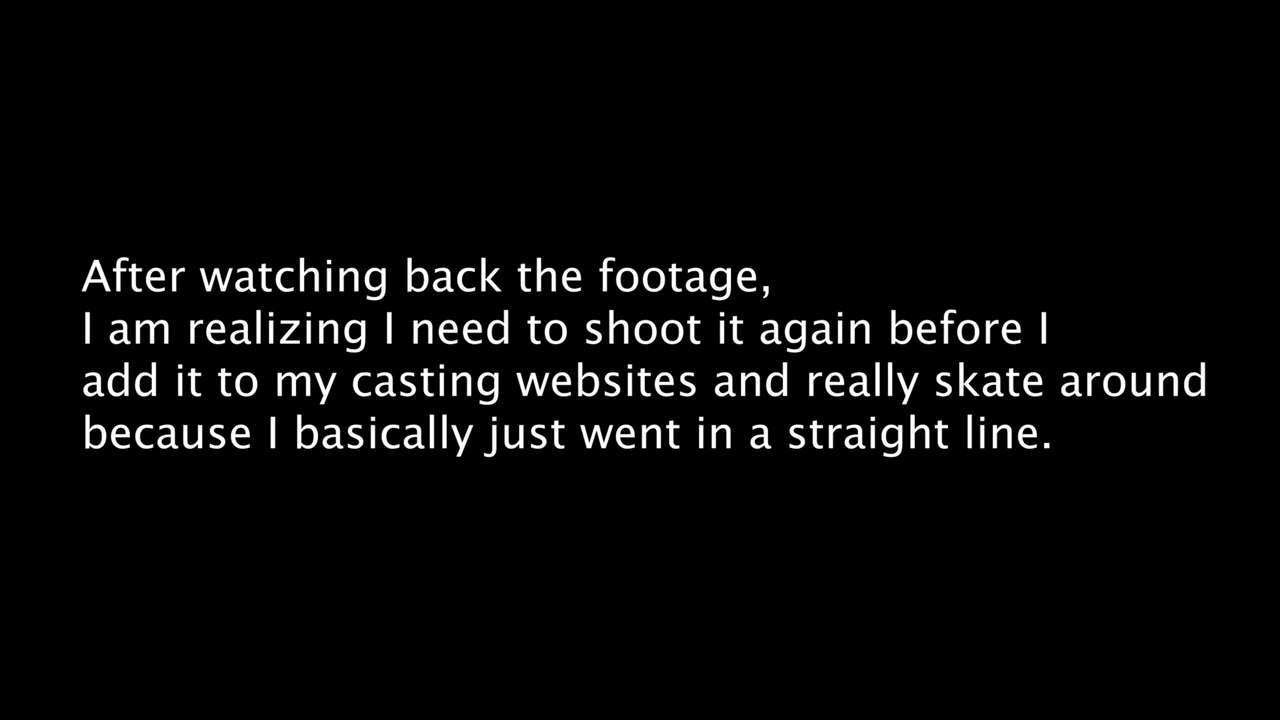 After watching back the footage,
I am realizing I need to shoot it again before I
add it to my casting websites and really skate around
because I basically just went in a straight line.